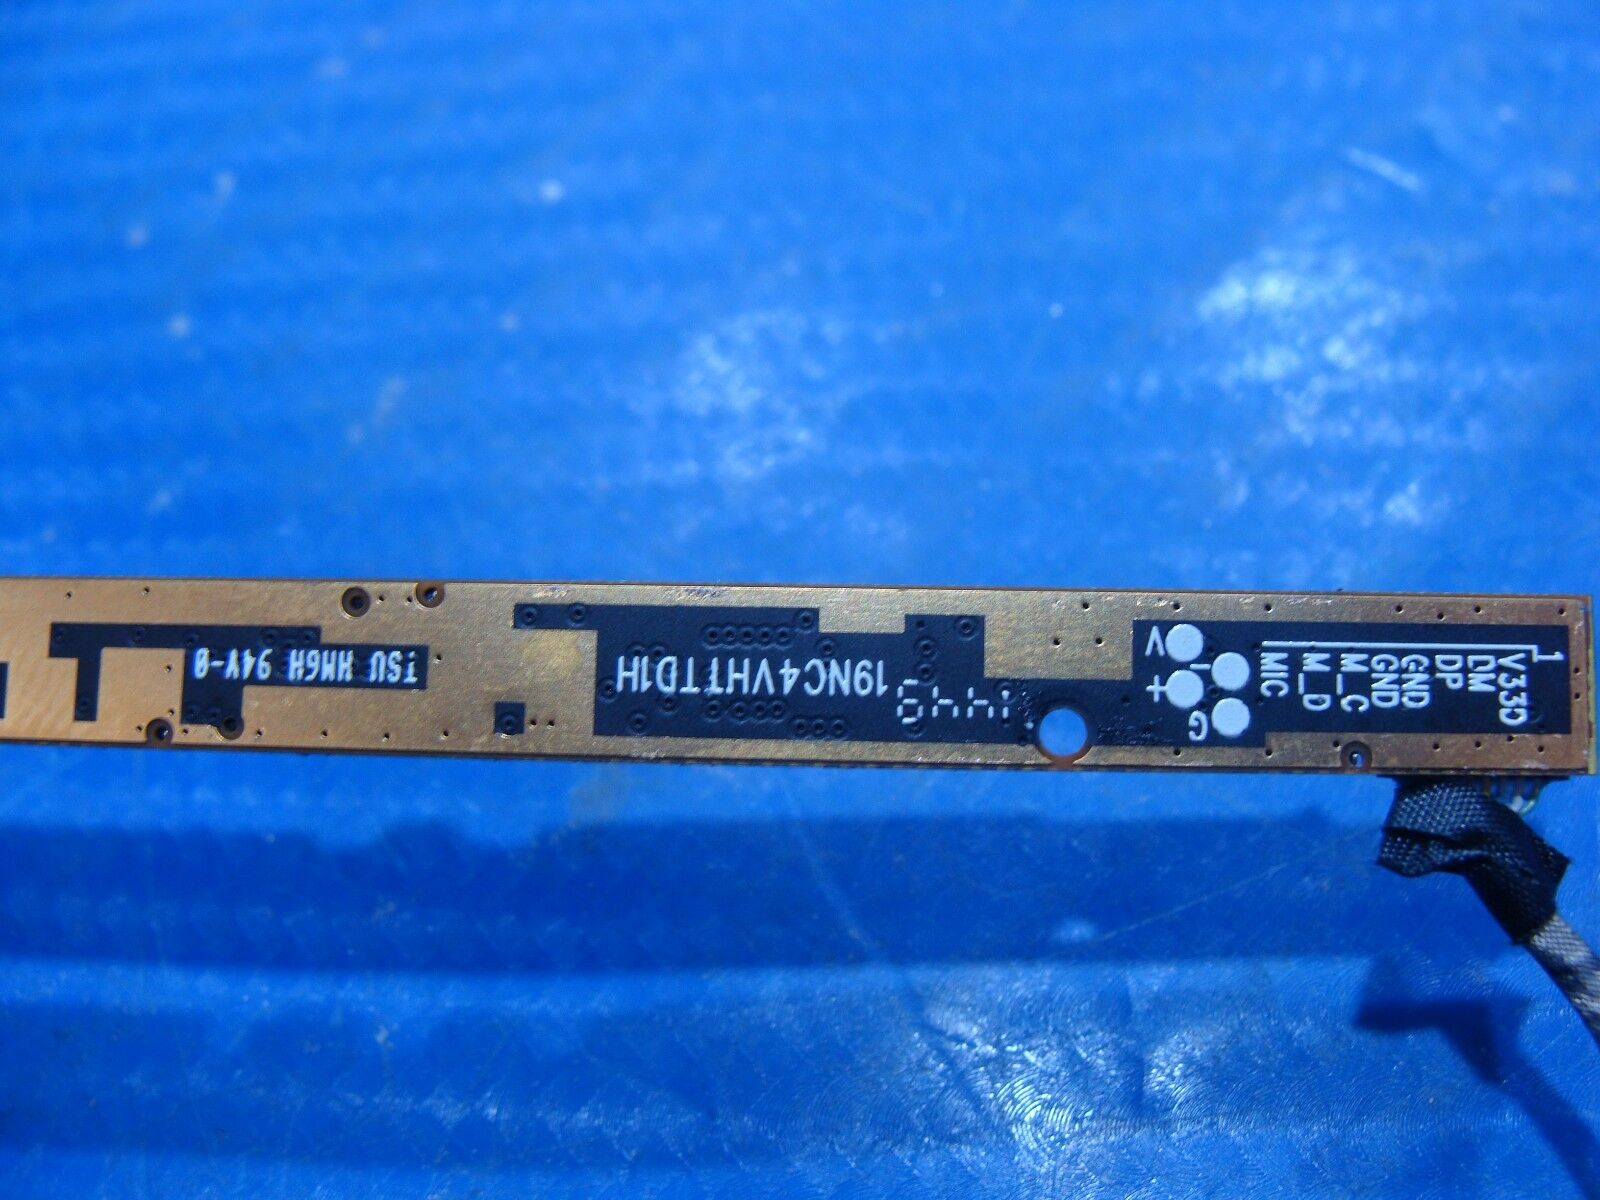 1
V33D
DM
DP
GND
GND
M_C
M_D
MIC
V
-
+
G
1449
19NC4VHTTD1H
TSU HM6H 94V-0